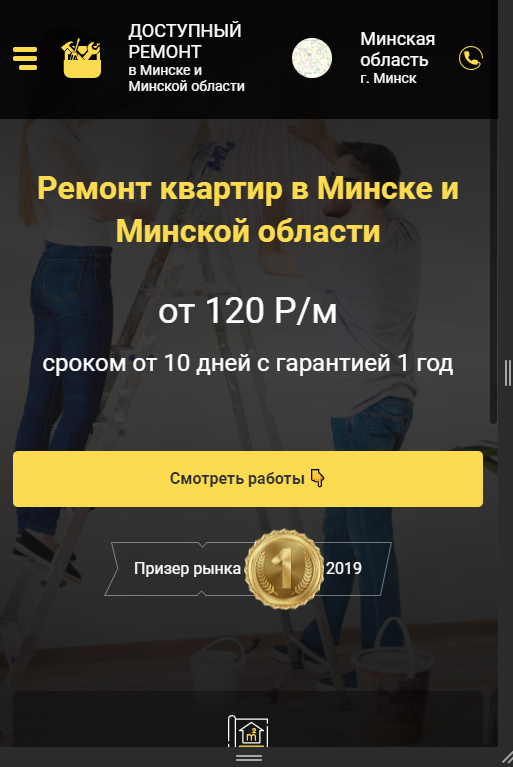 ДОСТУПНЫЙ
РЕМОНТ
в Минске и
Минской области
Минская
область
г. Минск
Ремонт квартир в Минске и
Минской области
от 120 Р/м
сроком от 10 дней с гарантией 1 год
Смотреть работы
Призер рынка 1 2019
m²